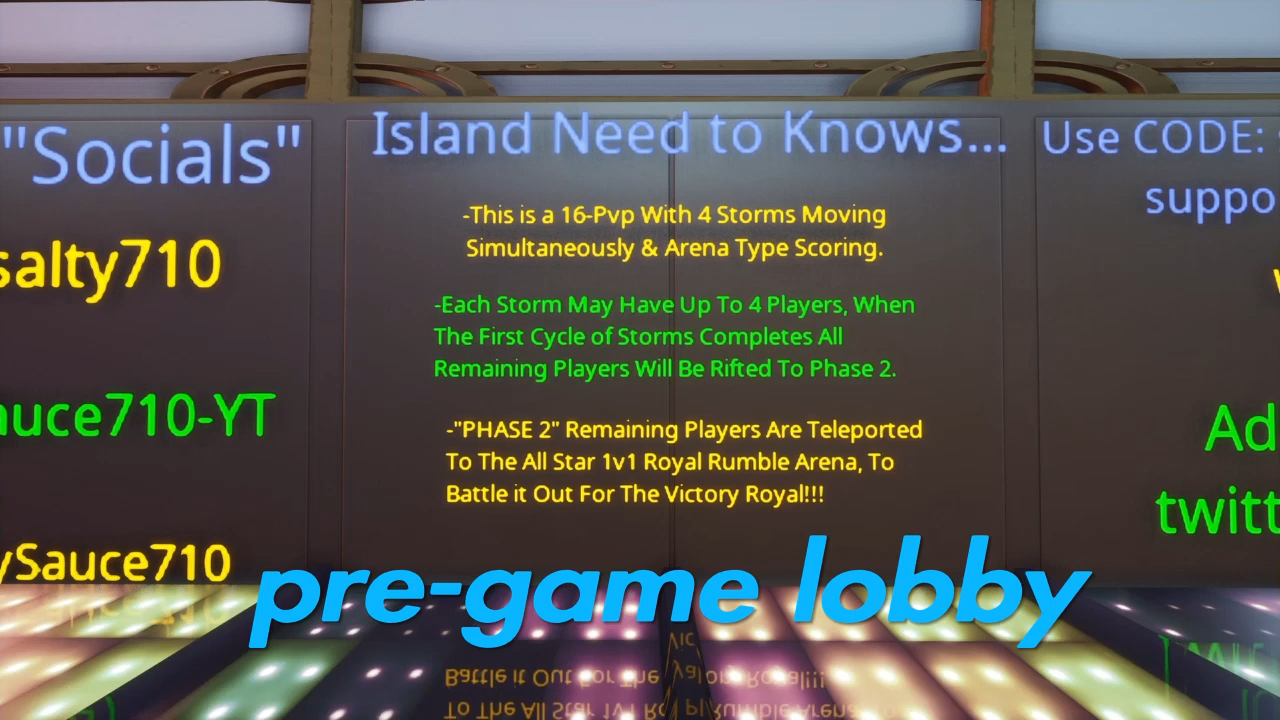 "Socials"
salty710
auce710-YT
ySauce710
Island Need to Knows...
-This is a 16-Pvp With 4 Storms Moving
Simultaneously & Arena Type Scoring.
-Each Storm May Have Up To 4 Players, When
The First Cycle of Storms Completes All
Remaining Players Will Be Rifted To Phase 2.
-"PHASE 2" Remaining Players Are Teleported
To The All Star 1v1 Royal Rumble Arena, To
Battle it Out For The Victory Royal!!!
Use CODE:
suppo
Ad
twitt
pre-game lobby